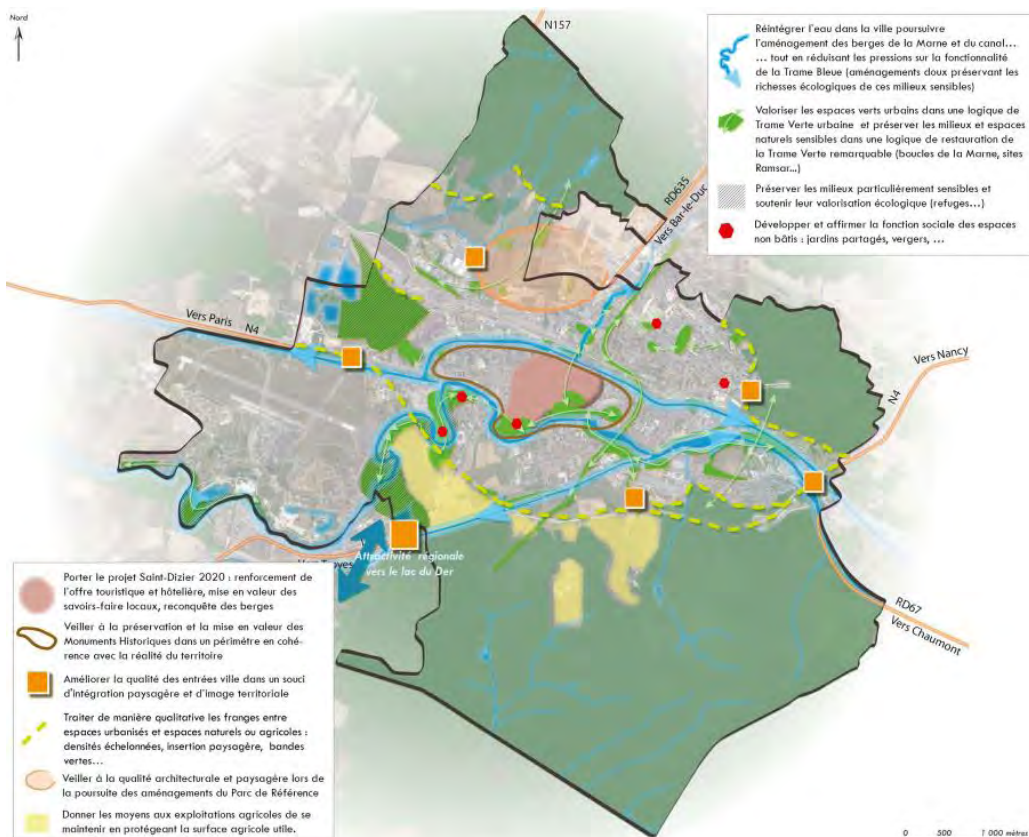 Nord
N157
Réintégrer l'eau dans la ville poursuivre
l'aménagement des berges de la Marne et du canal...
... tout en réduisant les pressions sur la fonctionnalité
de la Trame Bleue (aménagements doux préservant les
richesses écologiques de ces milieux sensibles)
Valoriser les espaces verts urbains dans une logique de
Trame Verte urbaine et préserver les milieux et espaces
naturels sensibles dans une logique de restauration de
la Trame Verte remarquable (boucles de la Marne, sites
Ramsar...)
Préserver les milieux particulièrement sensibles et
soutenir leur valorisation écologique (refuges...)
Développer et affirmer la fonction sociale des espaces
non bâtis : jardins partagés, vergers, ...
RD635
Vers Bar-le-Duc
Vers Paris N4
Vers Nancy
N4
Attractivité régionale
vers le lac du Der
Troyes
RD67
Vers Chaumont
Porter le projet Saint-Dizier 2020 : renforcement de
l'offre touristique et hôtelière, mise en valeur des
savoirs-faire locaux, reconquête des berges
Veiller à la préservation et la mise en valeur des
Monuments Historiques dans un périmètre en cohé-
rence avec la réalité du territoire
Améliorer la qualité des entrées ville dans un souci
d'intégration paysagère et d'image territoriale
Traiter de manière qualitative les franges entre
espaces urbanisés et espaces naturels ou agricoles :
densités échelonnées, insertion paysagère, bandes
vertes...
Veiller à la qualité architecturale et paysagère lors de
la poursuite des aménagements du Parc de Référence
Donner les moyens aux exploitations agricoles de se
maintenir en protégeant la surface agricole utile.
0 500 1 000 mètres